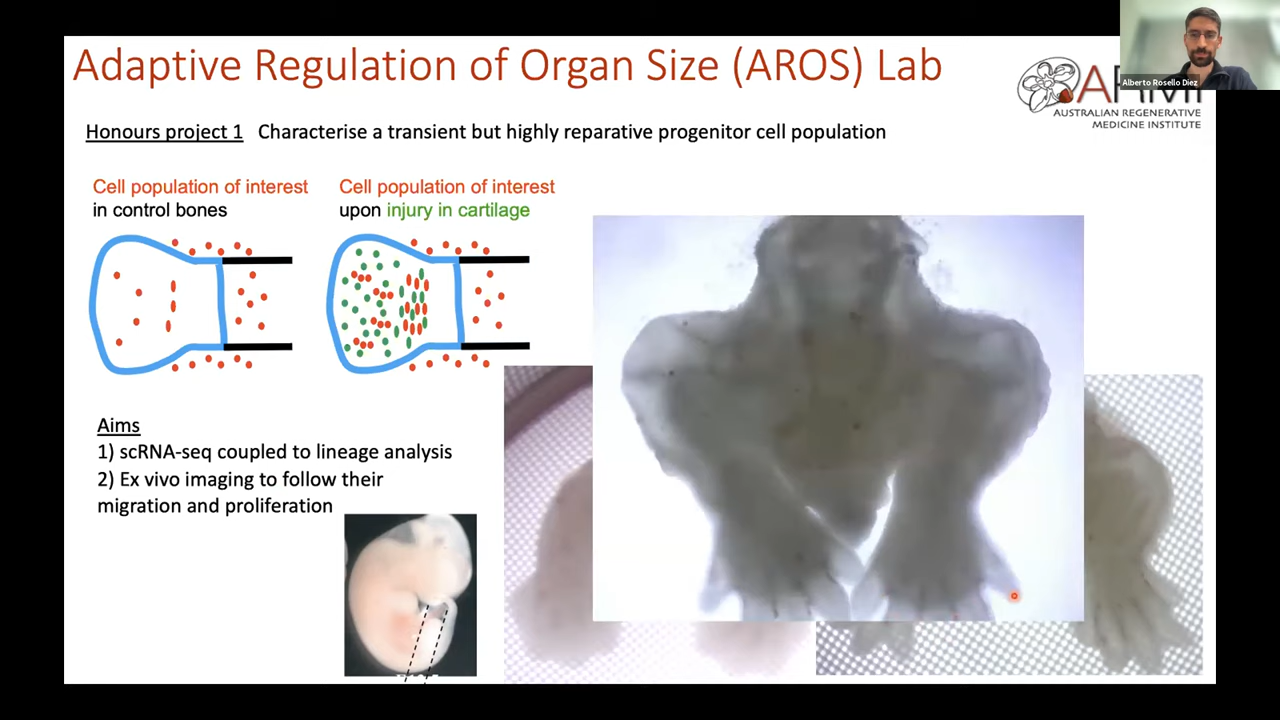 Adaptive Regulation of Organ Size (AROS) Lab
Alberto Rosello Diez
AUSTRALIAN REGENERATIVE
MEDICINE INSTITUTE
Honours project 1 Characterise a transient but highly reparative progenitor cell population
Cell population of interest
in control bones
Cell population of interest
upon injury in cartilage
Aims
1) scRNA-seq coupled to lineage analysis
2) Ex vivo imaging to follow their
migration and proliferation